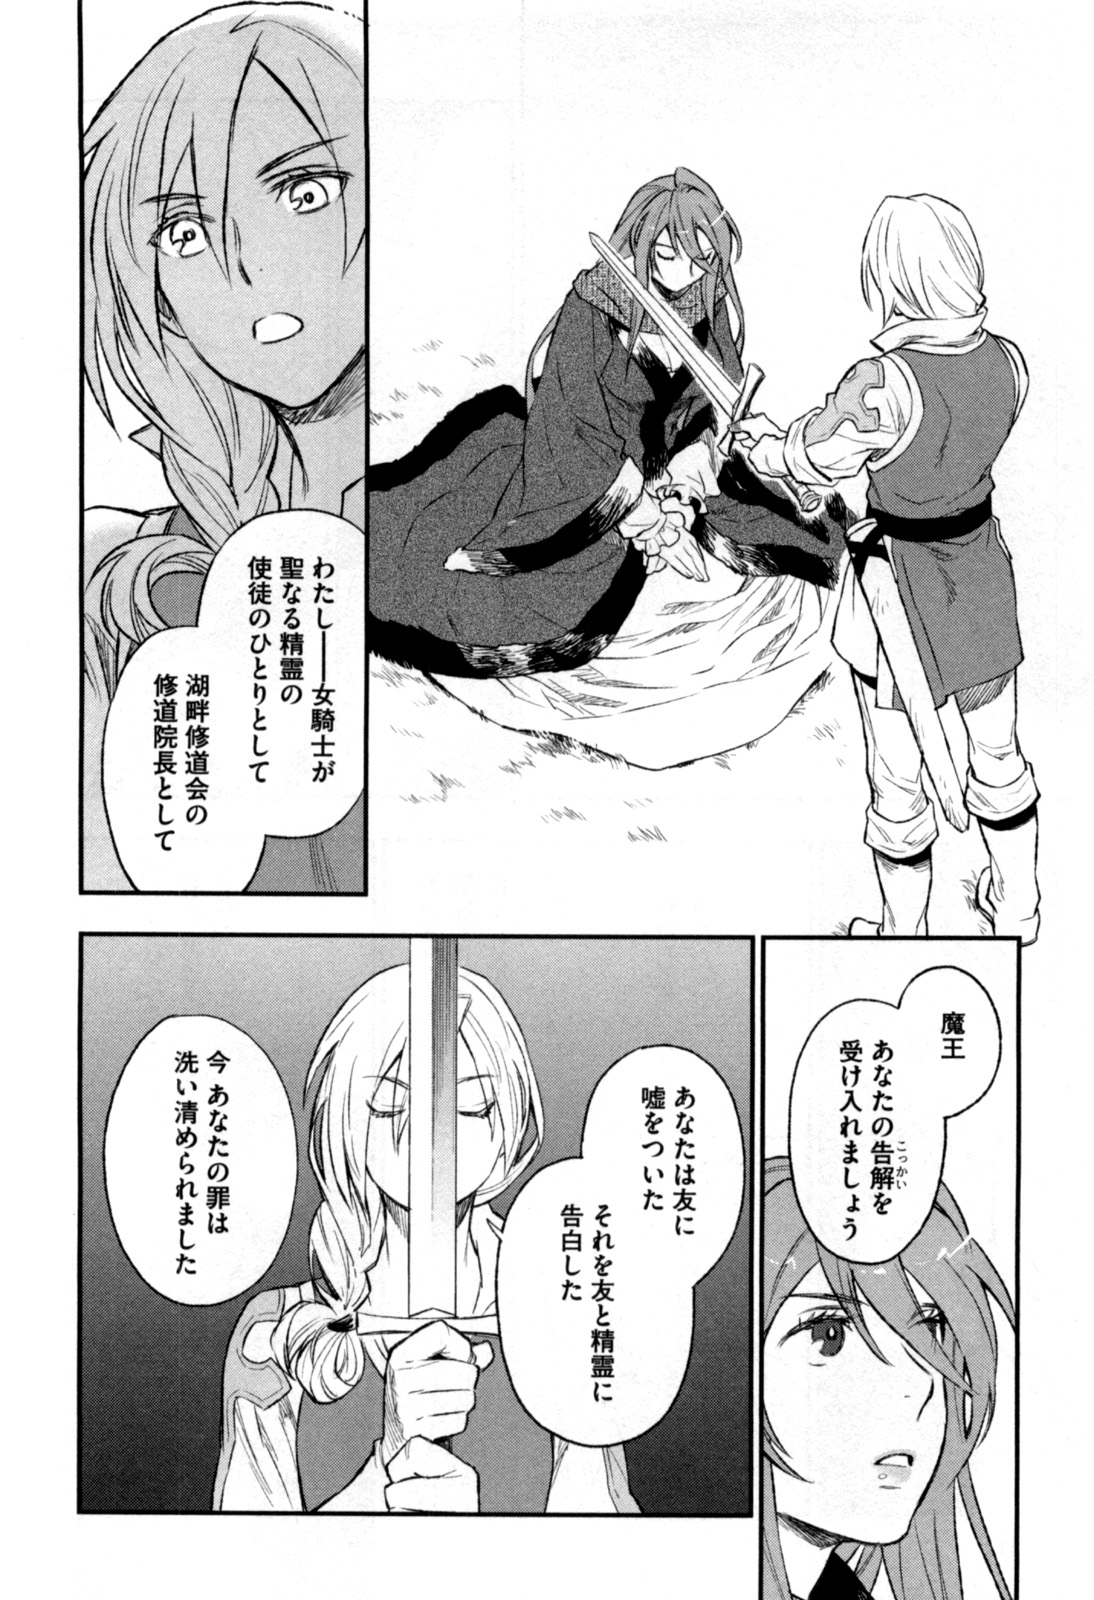 わたし――女騎士が
聖なる精霊の
使徒のひとりとして
湖畔修道会の
修道院長として
魔王
あなたの告解を
こっかい
受け入れましょう
あなたは友に
嘘をついた
それを友と精霊に
告白した
今 あなたの罪は
洗い清められました